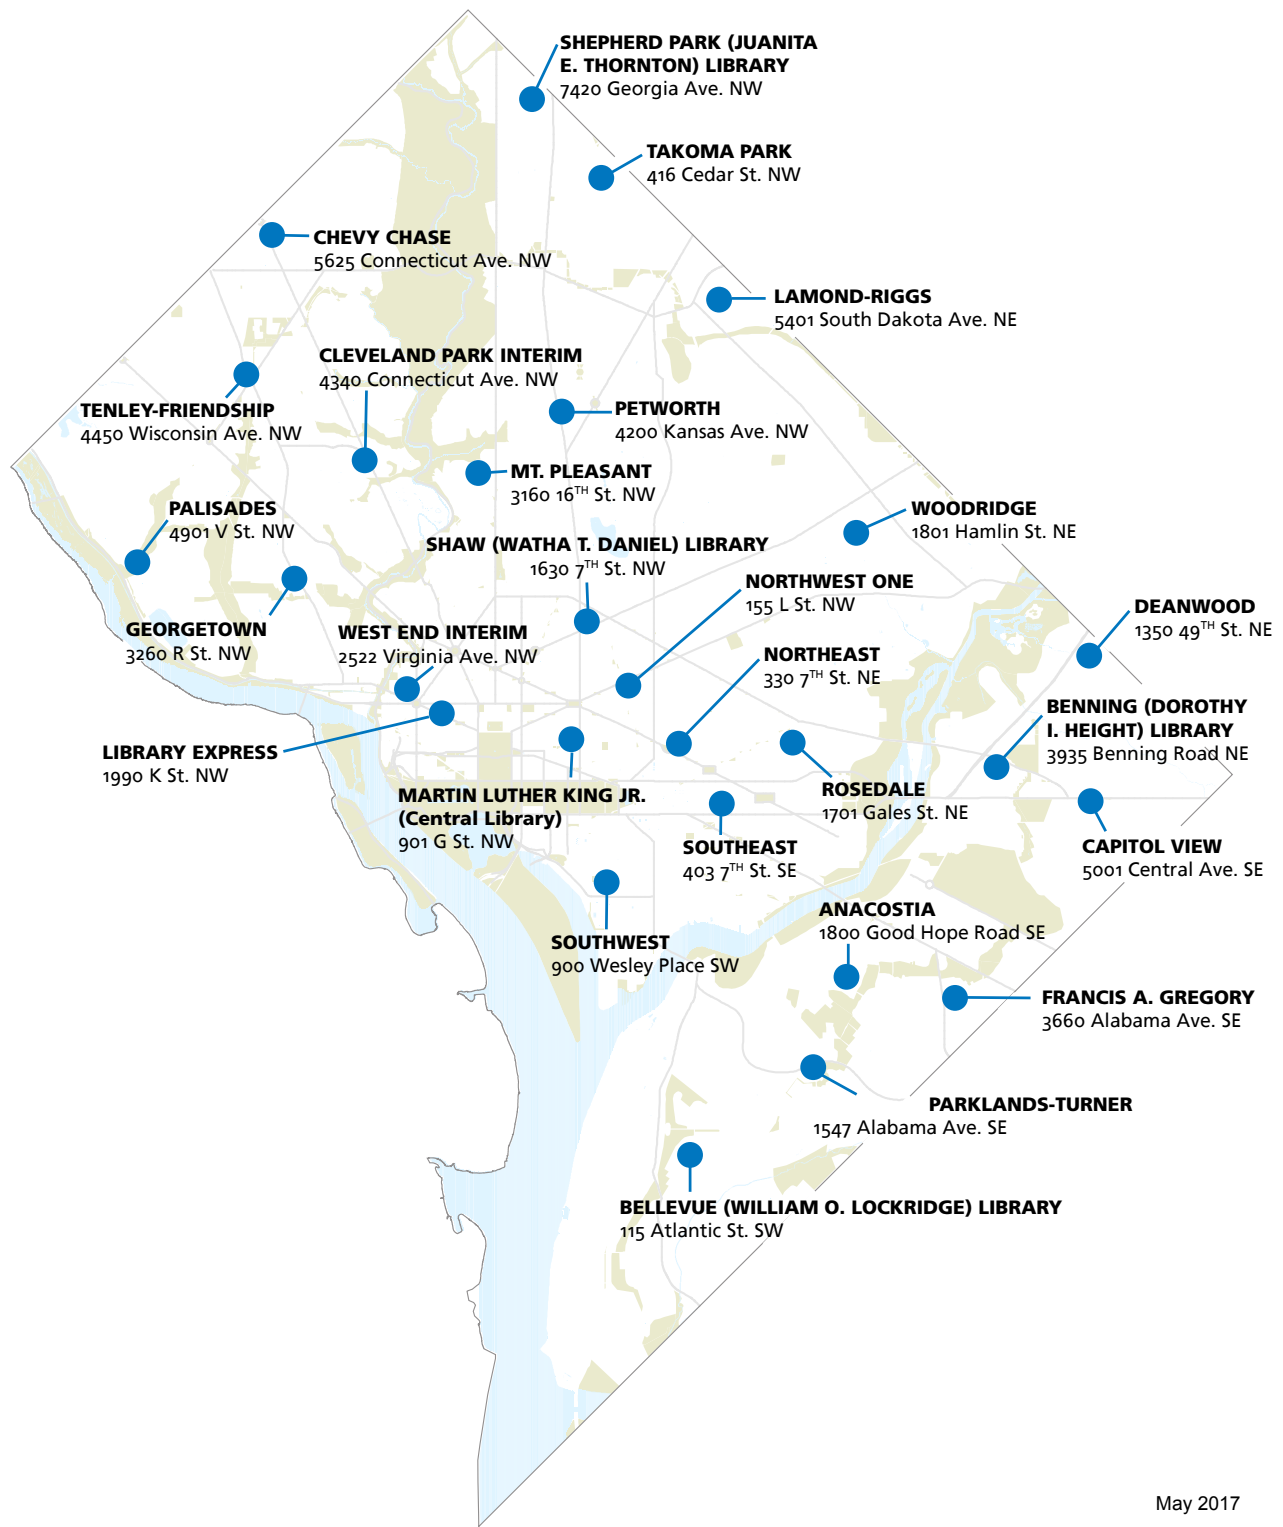 SHEPHERD PARK (JUANITA
E. THORNTON) LIBRARY
7420 Georgia Ave. NW
TAKOMA PARK
416 Cedar St. NW
CHEVY CHASE
5625 Connecticut Ave. NW
LAMOND-RIGGS
5401 South Dakota Ave. NE
CLEVELAND PARK INTERIM
4340 Connecticut Ave. NW
TENLEY-FRIENDSHIP
4450 Wisconsin Ave. NW
PETWORTH
4200 Kansas Ave. NW
MT. PLEASANT
3160 16TH St. NW
PALISADES
4901 V St. NW
WOODRIDGE
1801 Hamlin St. NE
SHAW (WATHA T. DANIEL) LIBRARY
1630 7TH St. NW
NORTHWEST ONE
155 L St. NW
DEANWOOD
1350 49TH St. NE
GEORGETOWN
3260 R St. NW
WEST END INTERIM
2522 Virginia Ave. NW
NORTHEAST
330 7TH St. NE
BENNING (DOROTHY
I. HEIGHT) LIBRARY
3935 Benning Road NE
LIBRARY EXPRESS
1990 K St. NW
MARTIN LUTHER KING JR.
(Central Library)
901 G St. NW
ROSEDALE
1701 Gales St. NE
SOUTHEAST
403 7TH St. SE
CAPITOL VIEW
5001 Central Ave. SE
ANACOSTIA
1800 Good Hope Road SE
SOUTHWEST
900 Wesley Place SW
FRANCIS A. GREGORY
3660 Alabama Ave. SE
PARKLANDS-TURNER
1547 Alabama Ave. SE
BELLEVUE (WILLIAM O. LOCKRIDGE) LIBRARY
115 Atlantic St. SW
May 2017